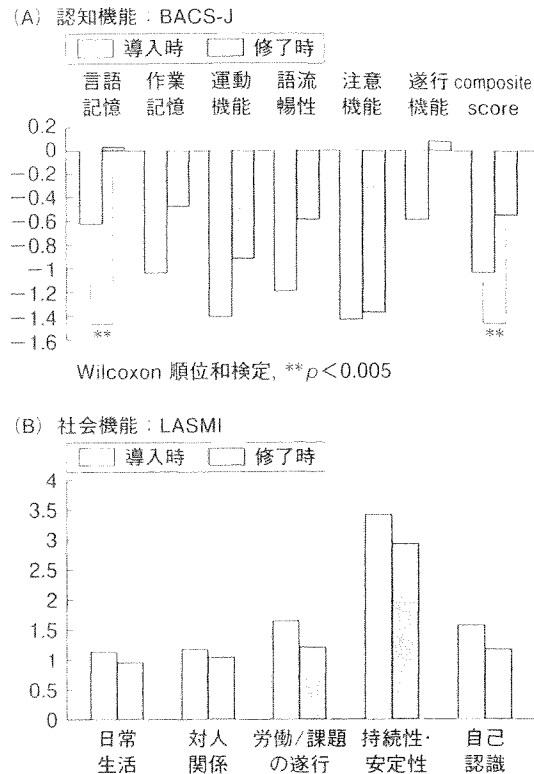 (A) 認知機能：BACS-J
導入時 修了時
言語 作業 運動 語流 注意 遂行 composite
記憶 記憶 機能 暢性 機能 機能 score
0.2
0
−0.2
−0.4
−0.6
−0.8
−1
−1.2
−1.4
−1.6
** **
Wilcoxon 順位和検定, **p<0.005
(B) 社会機能：LASMI
導入時 修了時
4
3.5
3
2.5
2
1.5
1
0.5
0
日常 対人 労働/課題 持続性・ 自己
生活 関係 の遂行 安定性 認識